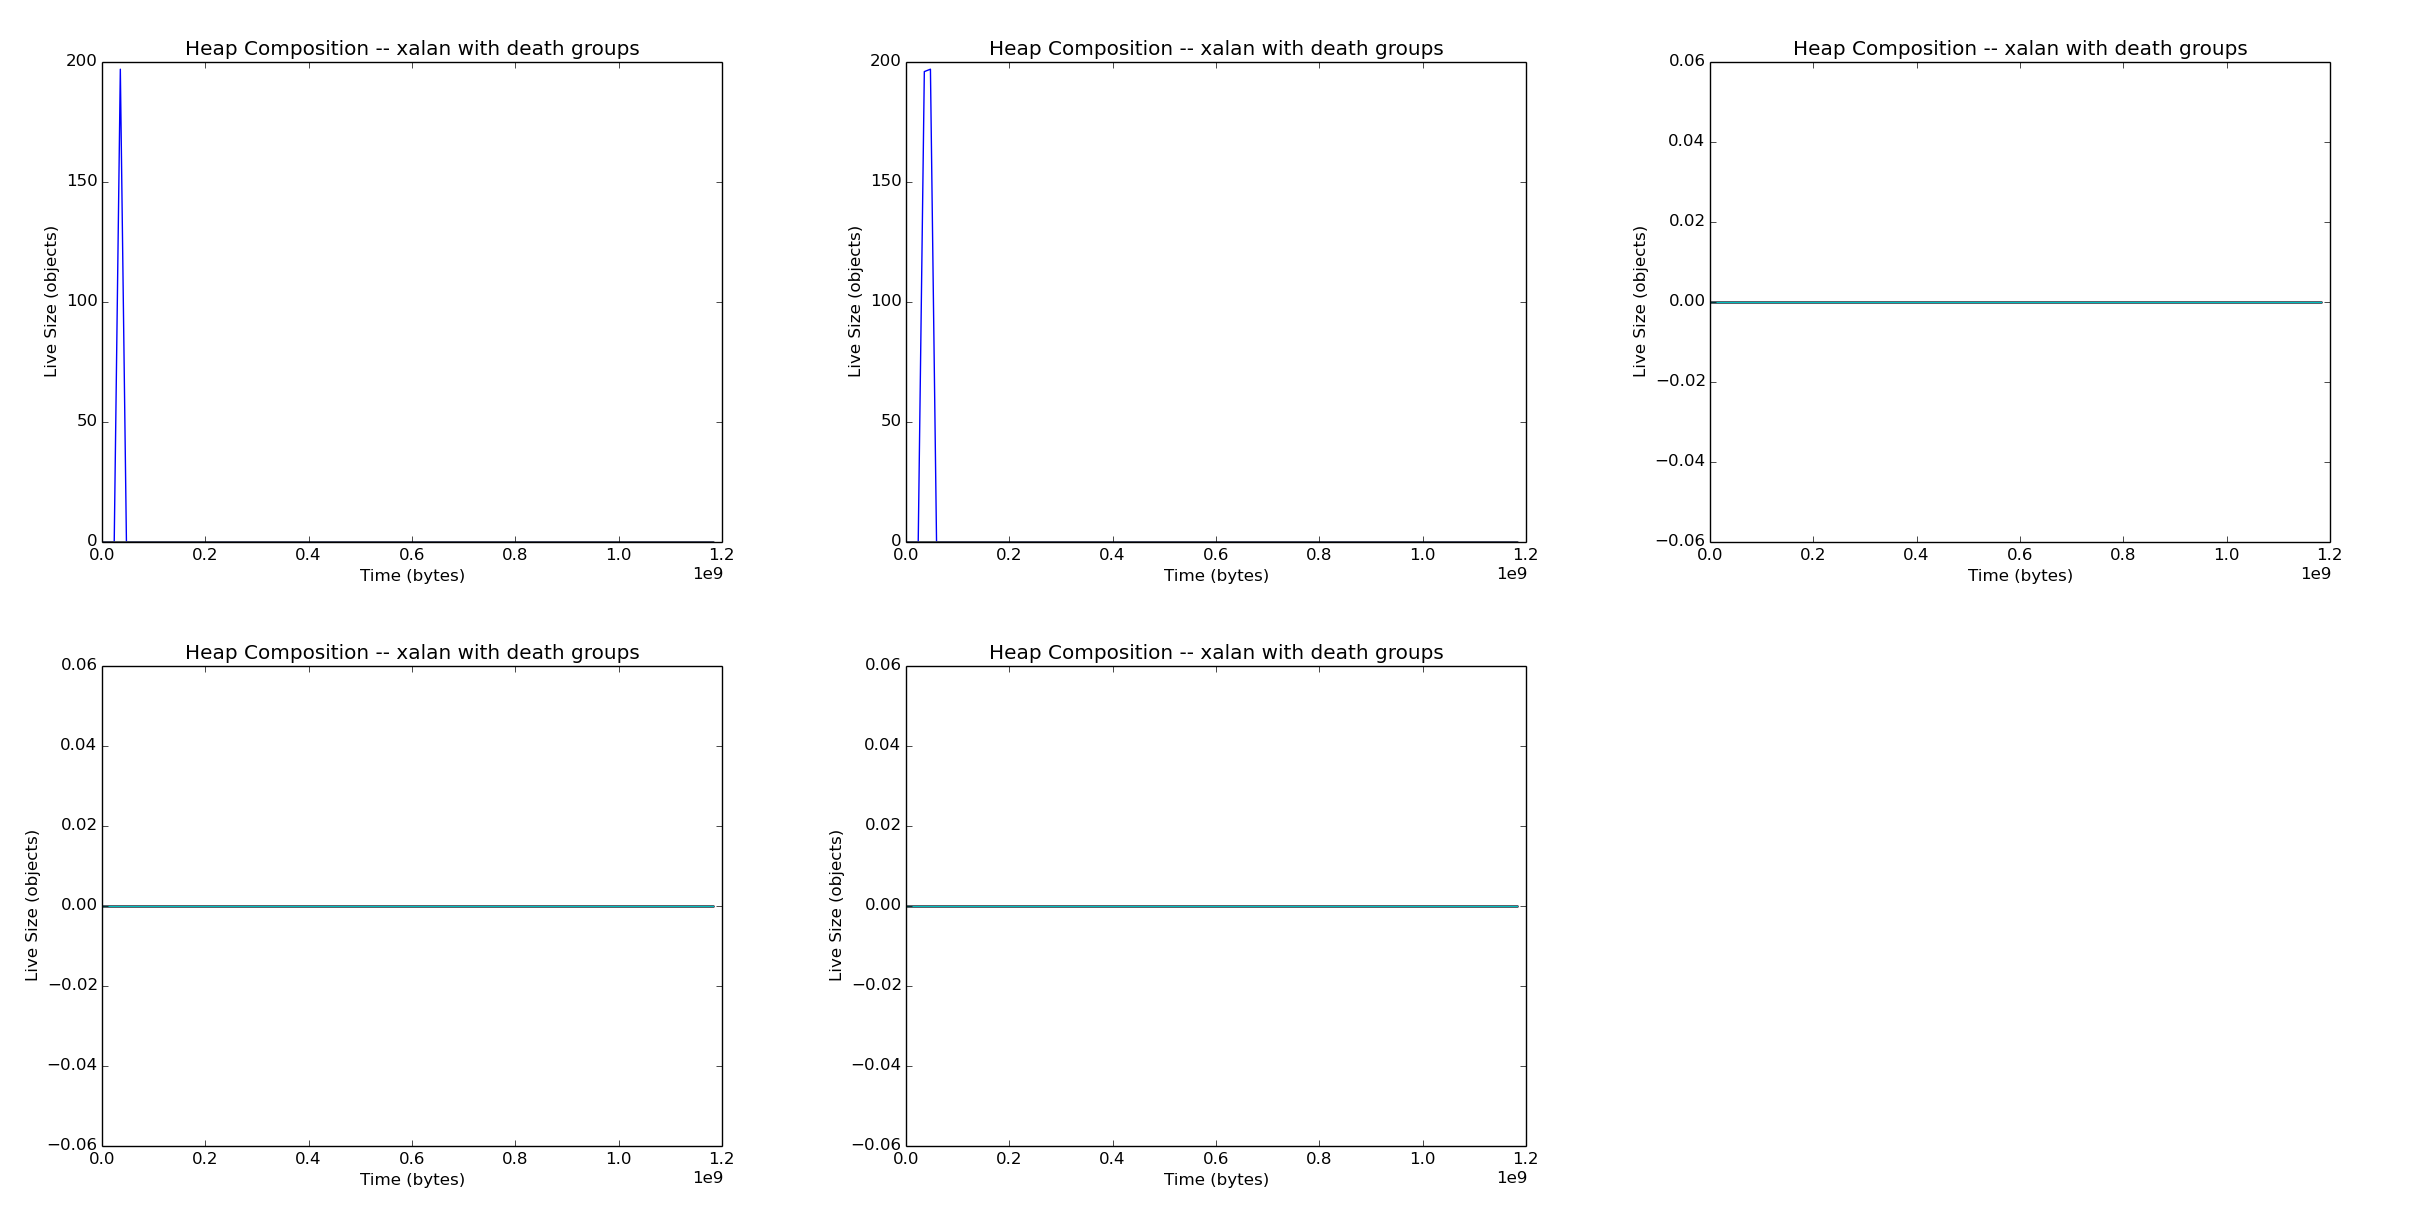 Heap Composition -- xalan with death groups
200
150
100
50
0
Live Size (objects)
0.0 0.2 0.4 0.6 0.8 1.0 1.2
1e9
Time (bytes)
Heap Composition -- xalan with death groups
200
150
100
50
0
Live Size (objects)
0.0 0.2 0.4 0.6 0.8 1.0 1.2
1e9
Time (bytes)
Heap Composition -- xalan with death groups
0.06
0.04
0.02
0.00
−0.02
−0.04
−0.06
Live Size (objects)
0.0 0.2 0.4 0.6 0.8 1.0 1.2
1e9
Time (bytes)
Heap Composition -- xalan with death groups
0.06
0.04
0.02
0.00
−0.02
−0.04
−0.06
Live Size (objects)
0.0 0.2 0.4 0.6 0.8 1.0 1.2
1e9
Time (bytes)
Heap Composition -- xalan with death groups
0.06
0.04
0.02
0.00
−0.02
−0.04
−0.06
Live Size (objects)
0.0 0.2 0.4 0.6 0.8 1.0 1.2
1e9
Time (bytes)